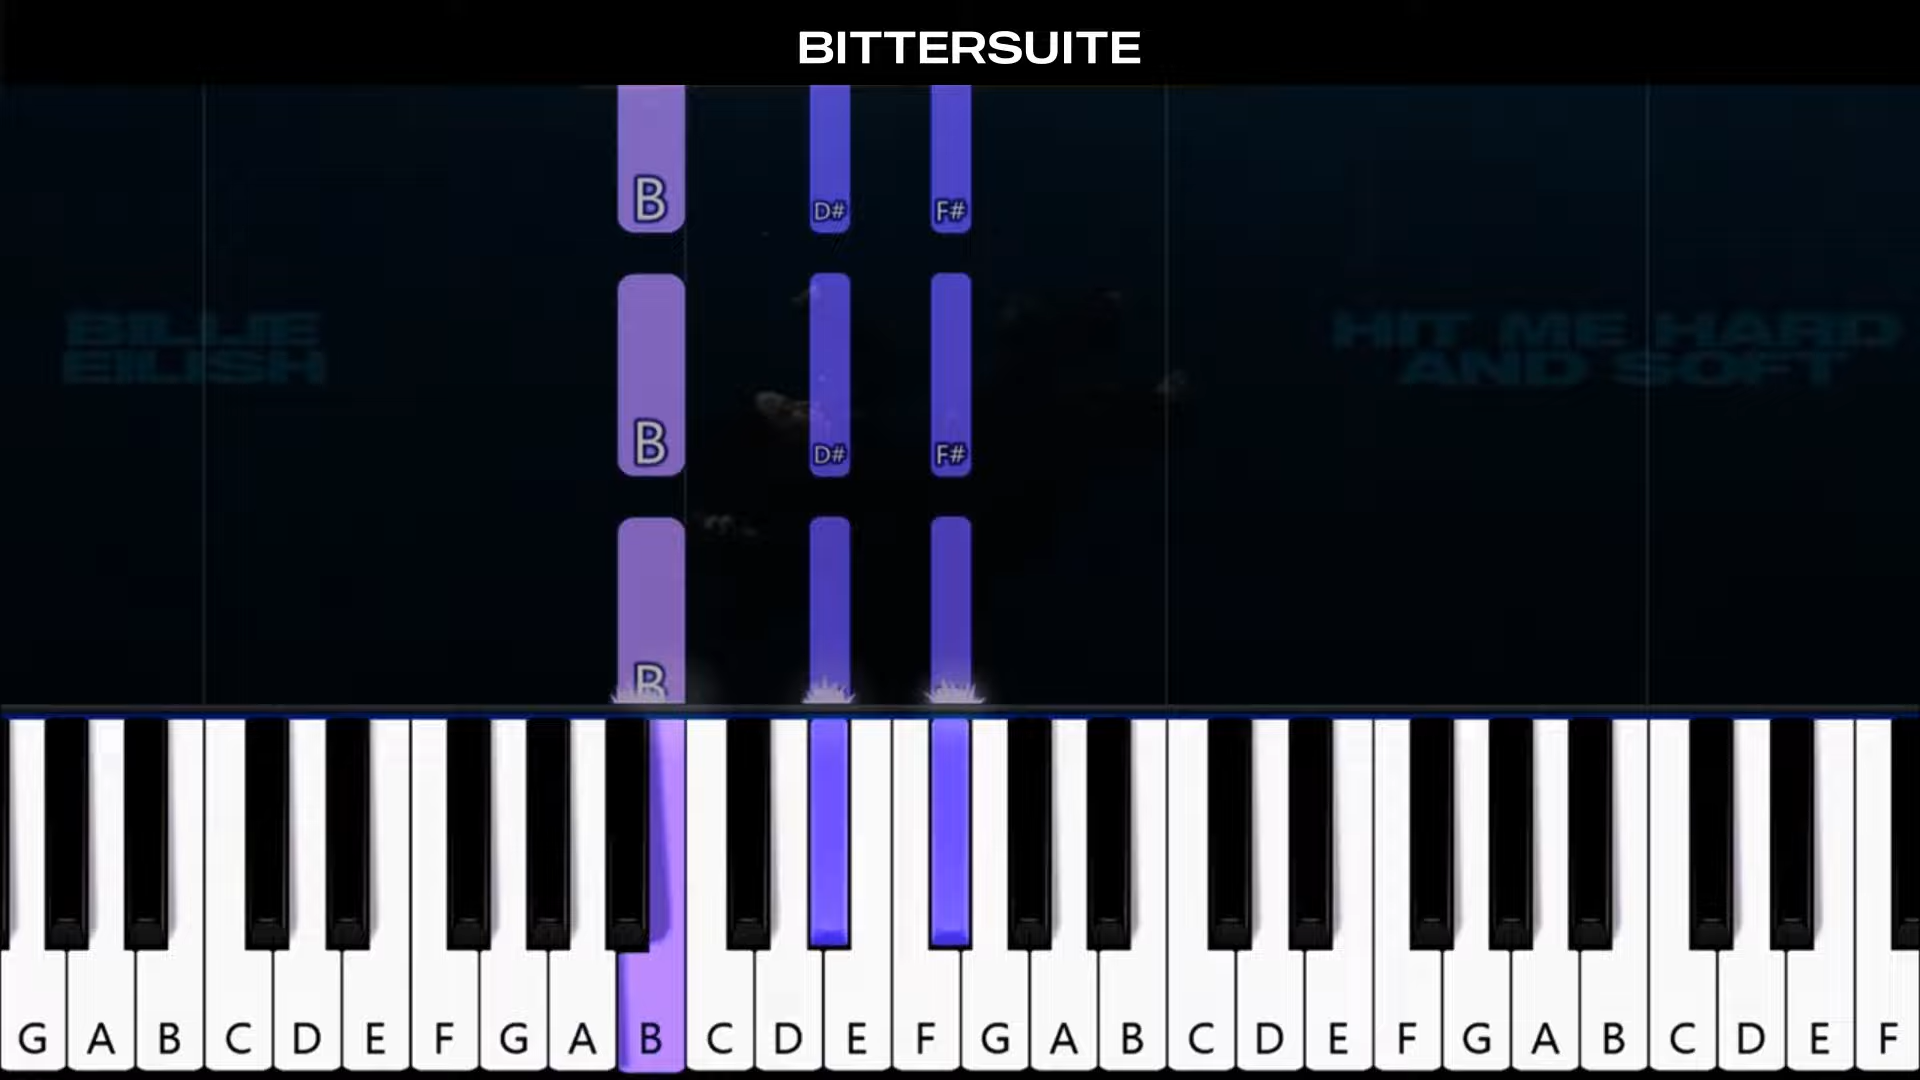 BITTERSUITE
B D# F#
BILLIE
EILISH
HIT ME HARD
AND SOFT
B D# F#
B
G A B C D E F G A B C D E F G A B C D E F G A B C D E F